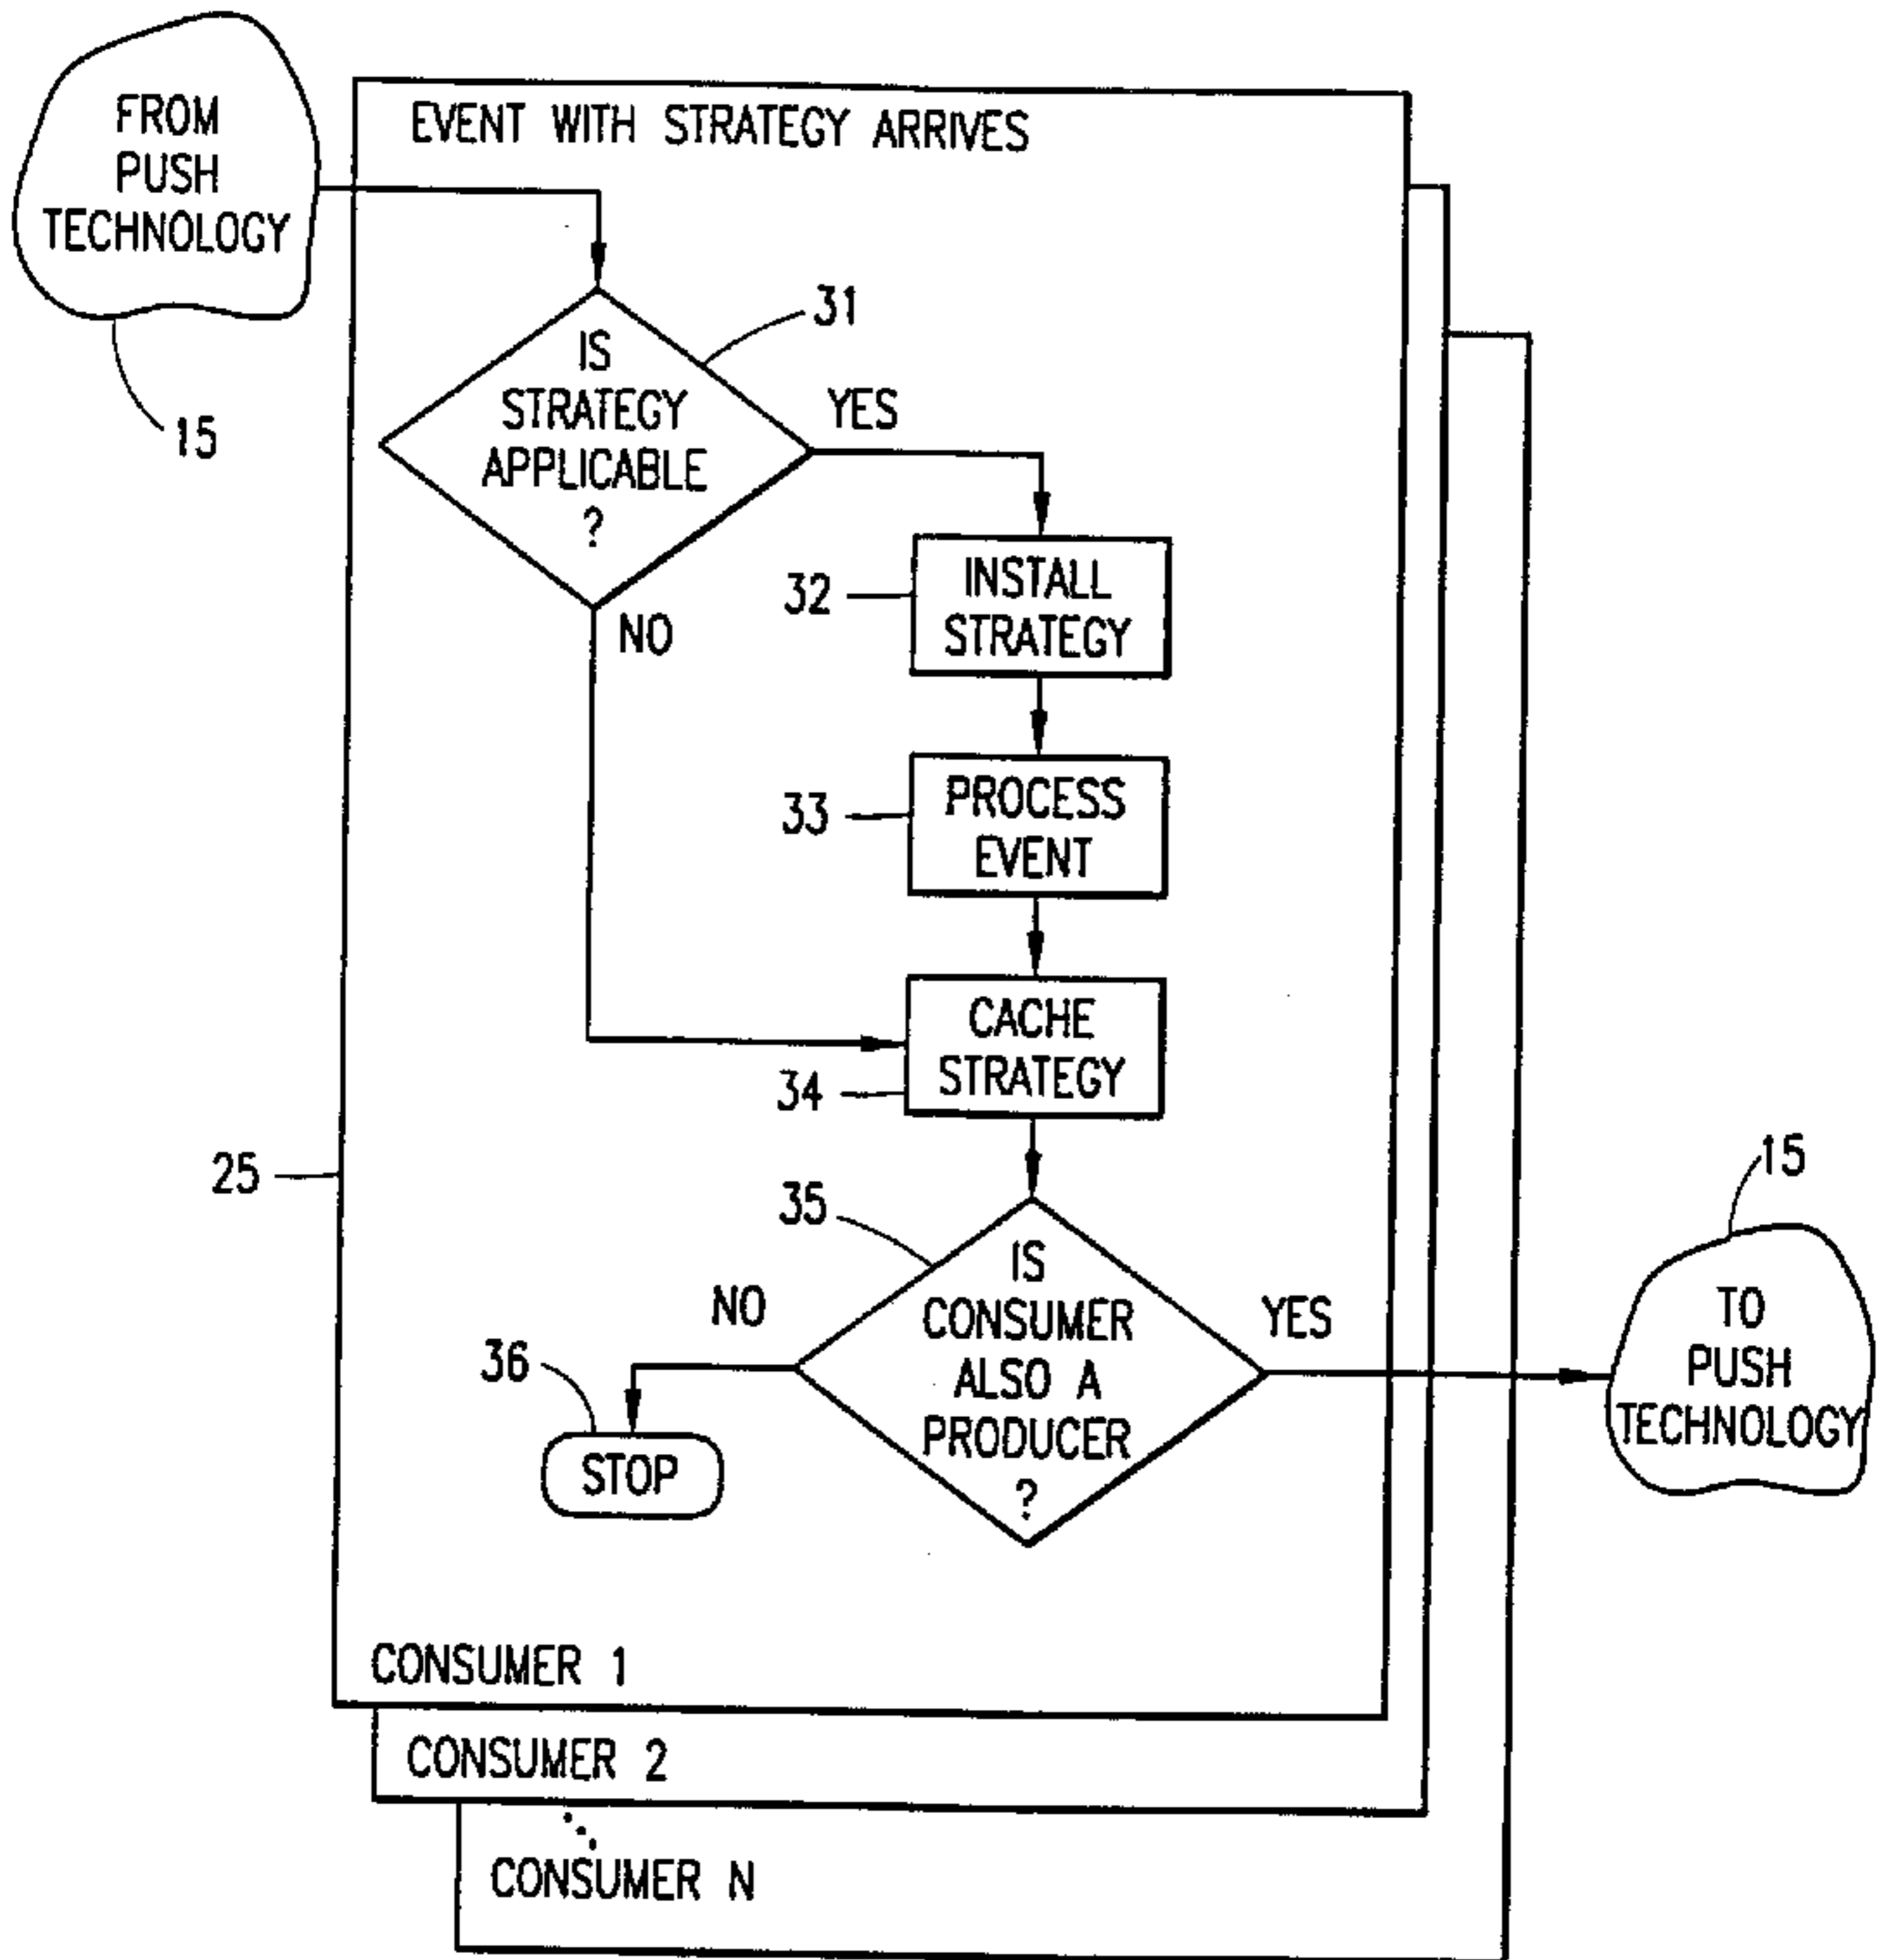 FROM
PUSH
TECHNOLOGY
15
EVENT WITH STRATEGY ARRIVES
31
IS
STRATEGY
APPLICABLE
?
YES
NO
32
INSTALL
STRATEGY
33
PROCESS
EVENT
34
CACHE
STRATEGY
25
35
IS
CONSUMER
ALSO A
PRODUCER
?
NO
YES
36
STOP
15
TO
PUSH
TECHNOLOGY
CONSUMER 1
CONSUMER 2
CONSUMER N